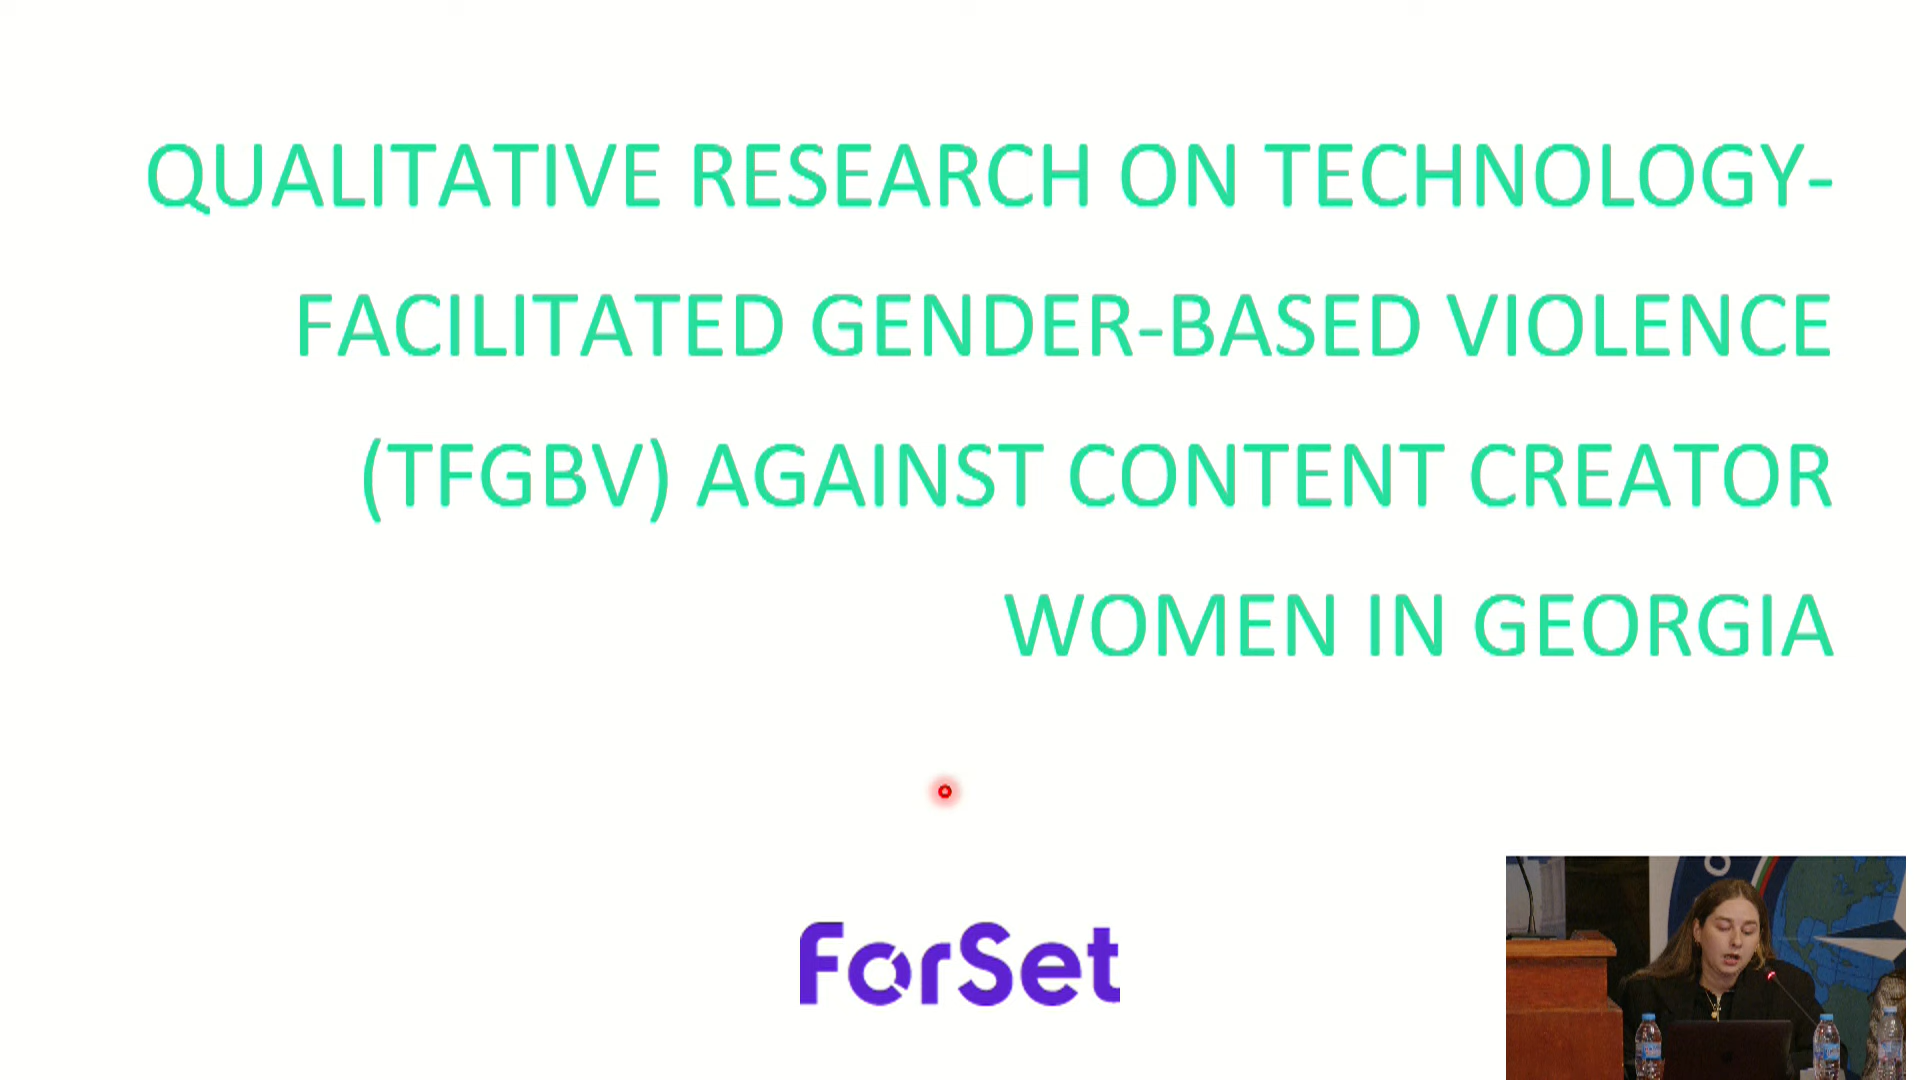 QUALITATIVE RESEARCH ON TECHNOLOGY-
FACILITATED GENDER-BASED VIOLENCE
(TFGBV) AGAINST CONTENT CREATOR
WOMEN IN GEORGIA
ForSet